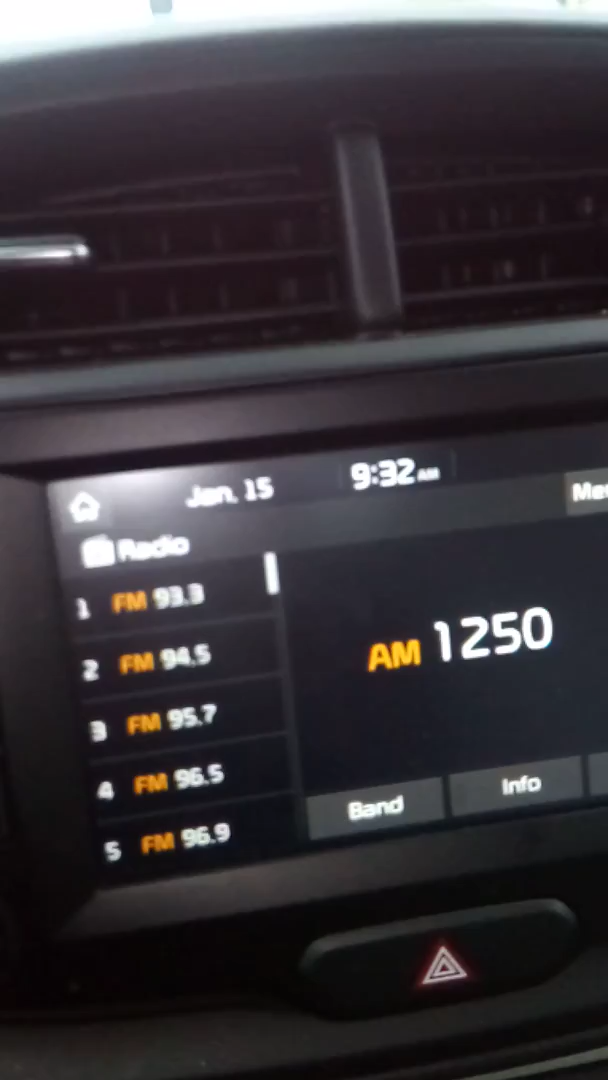 Jan. 15 9:32 AM
Radio
1 FM 93.3
2 FM 94.5
3 FM 95.7
4 FM 96.5
5 FM 96.9
AM 1250
Band Info